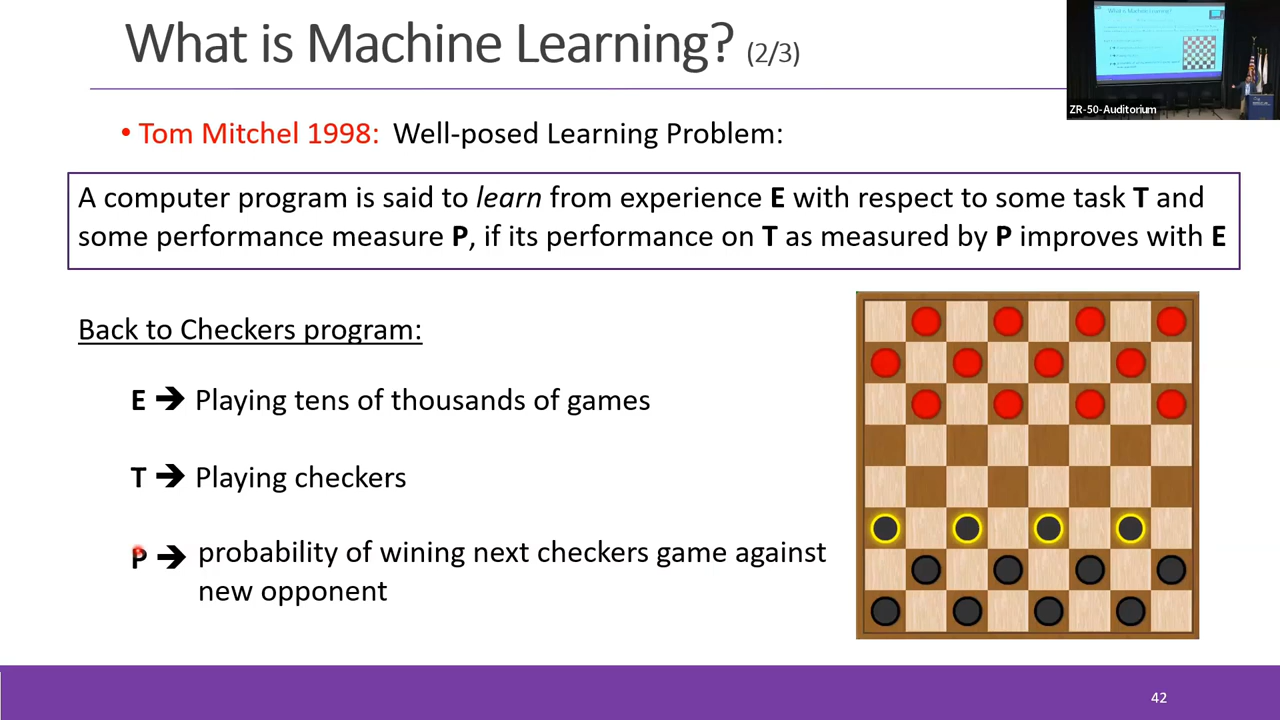 What is Machine Learning? (2/3)
ZR-50-Auditorium
• Tom Mitchel 1998: Well-posed Learning Problem:
A computer program is said to learn from experience E with respect to some task T and
some performance measure P, if its performance on T as measured by P improves with E
Back to Checkers program:
E ➔ Playing tens of thousands of games
T ➔ Playing checkers
P ➔ probability of wining next checkers game against
new opponent
42